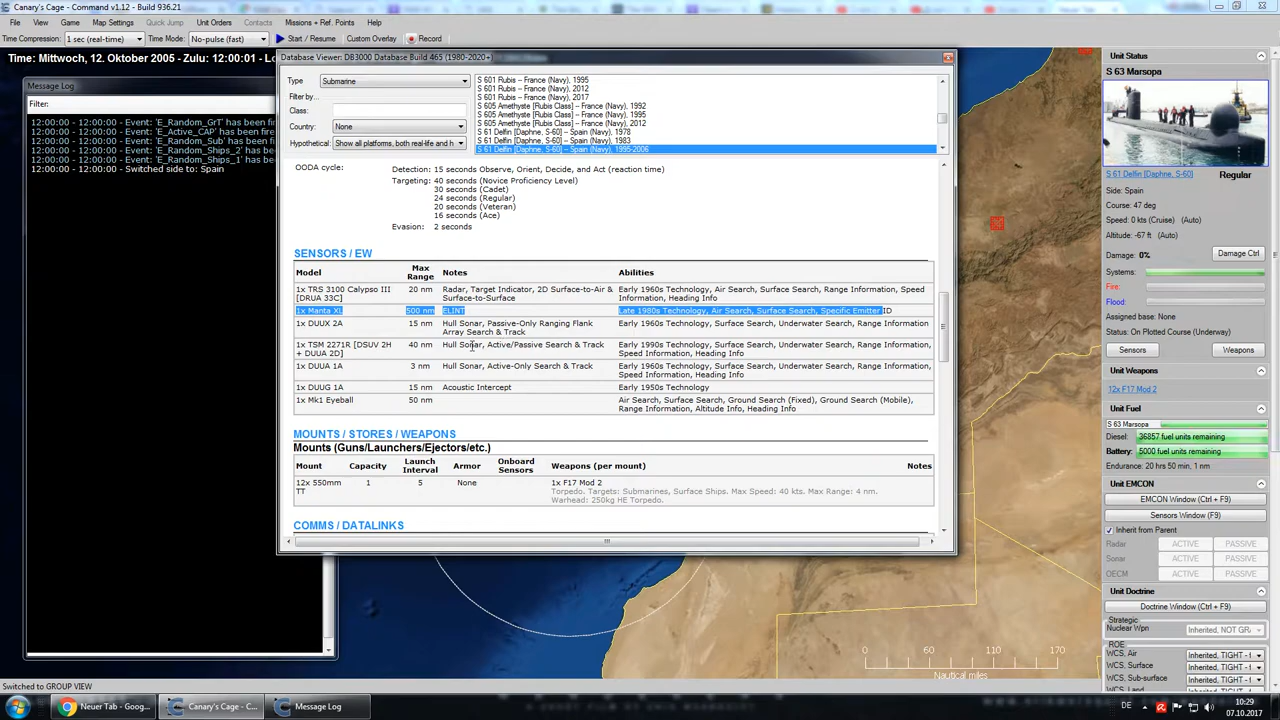 Canary's Cage - Command v1.12 - Build 936.21
File View Game Map Settings Quick Jump Unit Orders Contacts Missions + Ref. Points Help
Time Compression: 1 sec (real-time) Time Mode: No-pulse (fast) Start / Resume Custom Overlay Record
Time: Mittwoch, 12. Oktober 2005 - Zulu: 12:00:01 - Lo
Message Log
Filter:
12:00:00 - 12:00:00 - Event: 'E_Random_GrT' has been fire
12:00:00 - 12:00:00 - Event: 'E_Active_CAP' has been fire
12:00:00 - 12:00:00 - Event: 'E_Random_Sub' has been fire
12:00:00 - 12:00:00 - Event: 'E_Random_Ships_2' has be
12:00:00 - 12:00:00 - Event: 'E_Random_Ships_1' has be
12:00:00 - 12:00:00 - Switched side to: Spain
Database Viewer: DB3000 Database Build 465 (1980-2020+)
Type Submarine
Filter by...
Class:
Country: None
Hypothetical: Show all platforms, both real-life and h
S 601 Rubis -- France (Navy), 1995
S 601 Rubis -- France (Navy), 2012
S 601 Rubis -- France (Navy), 2017
S 605 Amethyste [Rubis Class] -- France (Navy), 1992
S 605 Amethyste [Rubis Class] -- France (Navy), 1995
S 605 Amethyste [Rubis Class] -- France (Navy), 2012
S 61 Delfin [Daphne, S-60] -- Spain (Navy), 1978
S 61 Delfin [Daphne, S-60] -- Spain (Navy), 1983
S 61 Delfin [Daphne, S-60] -- Spain (Navy), 1995-2006
OODA cycle: Detection: 15 seconds Observe, Orient, Decide, and Act (reaction time)
Targeting: 40 seconds (Novice Proficiency Level)
30 seconds (Cadet)
24 seconds (Regular)
20 seconds (Veteran)
16 seconds (Ace)
Evasion: 2 seconds
SENSORS / EW
Model Max Range Notes Abilities
1x TRS 3100 Calypso III 20 nm Radar, Target Indicator, 2D Surface-to-Air & Early 1960s Technology, Air Search, Surface Search, Range Information, Speed
[DRUA 33C] Surface-to-Surface Information, Heading Info
1x Manta XL 500 nm ELINT Late 1980s Technology, Air Search, Surface Search, Specific Emitter ID
1x DUUX 2A 15 nm Hull Sonar, Passive-Only Ranging Flank Early 1960s Technology, Surface Search, Underwater Search, Range Information
Array Search & Track
1x TSM 2271R [DSUV 2H 40 nm Hull Sonar, Active/Passive Search & Track Early 1990s Technology, Surface Search, Underwater Search, Range Information,
+ DUUA 2D] Speed Information, Heading Info
1x DUUA 1A 3 nm Hull Sonar, Active-Only Search & Track Early 1960s Technology, Surface Search, Underwater Search, Range Information,
Speed Information, Heading Info
1x DUUG 1A 15 nm Acoustic Intercept Early 1950s Technology
1x Mk1 Eyeball 50 nm Air Search, Surface Search, Ground Search (Fixed), Ground Search (Mobile),
Range Information, Altitude Info, Heading Info
MOUNTS / STORES / WEAPONS
Mounts (Guns/Launchers/Ejectors/etc.)
Mount Capacity Launch Interval Armor Onboard Sensors Weapons (per mount) Notes
12x 550mm 1 5 None 1x F17 Mod 2
TT Torpedo. Targets: Submarines, Surface Ships. Max Speed: 40 kts. Max Range: 4 nm.
Warhead: 250kg HE Torpedo.
COMMS / DATALINKS
0 60 110 170
Nautical miles
Unit Status
S 63 Marsopa
S 61 Delfin [Daphne, S-60] Regular
Side: Spain
Course: 47 deg
Speed: 0 kts (Cruise) (Auto)
Altitude: -67 ft (Auto)
Damage: 0% Damage Ctrl
Systems:
Fire:
Flood:
Assigned base: None
Status: On Plotted Course (Underway)
Sensors Weapons
Unit Weapons
12x F17 Mod 2
Unit Fuel
S 63 Marsopa
Diesel: 36857 fuel units remaining
Battery: 5000 fuel units remaining
Endurance: 20 hrs 50 min, 1 nm
Unit EMCON
EMCON Window (Ctrl + F9)
Sensors Window (F9)
Inherit from Parent
Radar ACTIVE PASSIVE
Sonar ACTIVE PASSIVE
OECM ACTIVE PASSIVE
Unit Doctrine
Doctrine Window (Ctrl + F9)
Strategic
Nuclear Wpn Inherited, NOT GR
ROE
WCS, Air Inherited, TIGHT - f
WCS, Surface Inherited, TIGHT - f
WCS, Sub-surface Inherited, TIGHT - f
WCS, Land Inherited, TIGHT - f
Switched to GROUP VIEW
Neuer Tab - Goog... Canary's Cage - C... Message Log
DE 10:29
07.10.2017